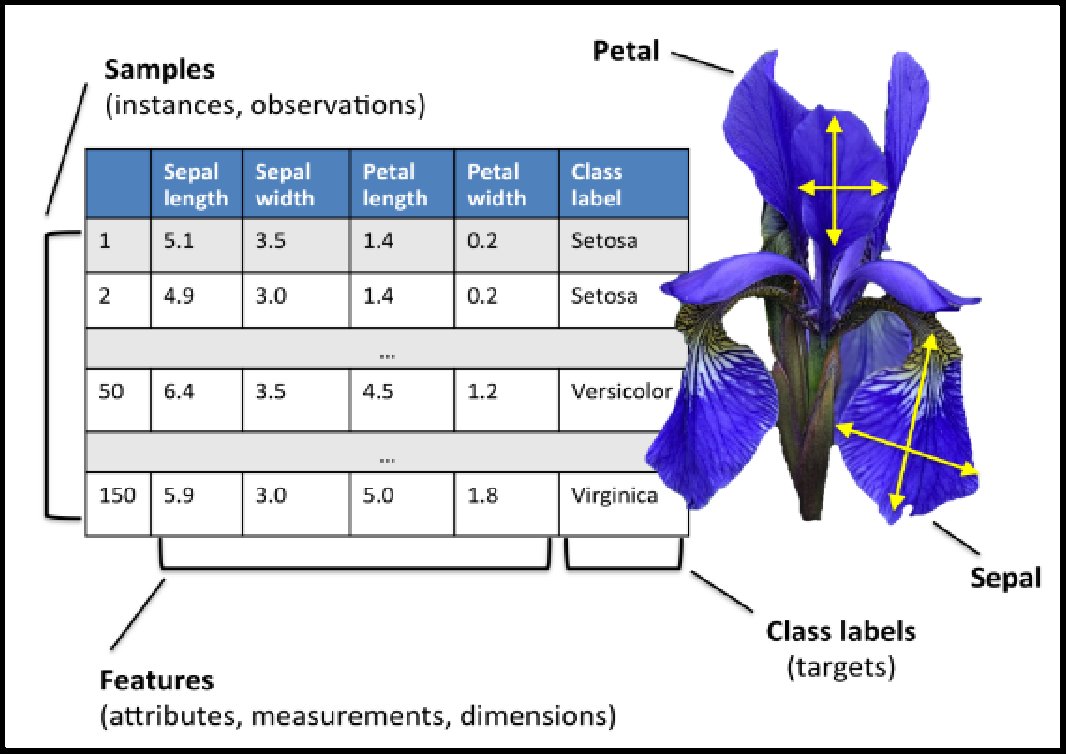 Samples
(instances, observations)
Petal
Sepal length Sepal width Petal length Petal width Class label
1 5.1 3.5 1.4 0.2 Setosa
2 4.9 3.0 1.4 0.2 Setosa
...
50 6.4 3.5 4.5 1.2 Versicolor
...
150 5.9 3.0 5.0 1.8 Virginica
Sepal
Class labels
(targets)
Features
(attributes, measurements, dimensions)